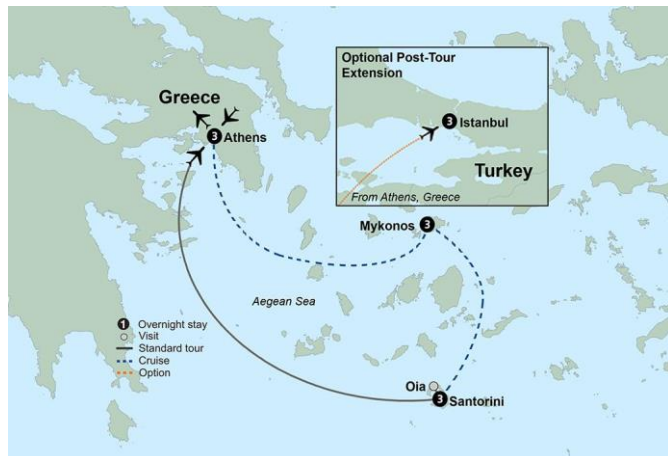 Optional Post-Tour
Extension
3 Istanbul
Turkey
From Athens, Greece
Greece
3 Athens
Mykonos 3
Aegean Sea
1 Overnight stay
Visit
Standard tour
Cruise
Option
Oia
3 Santorini